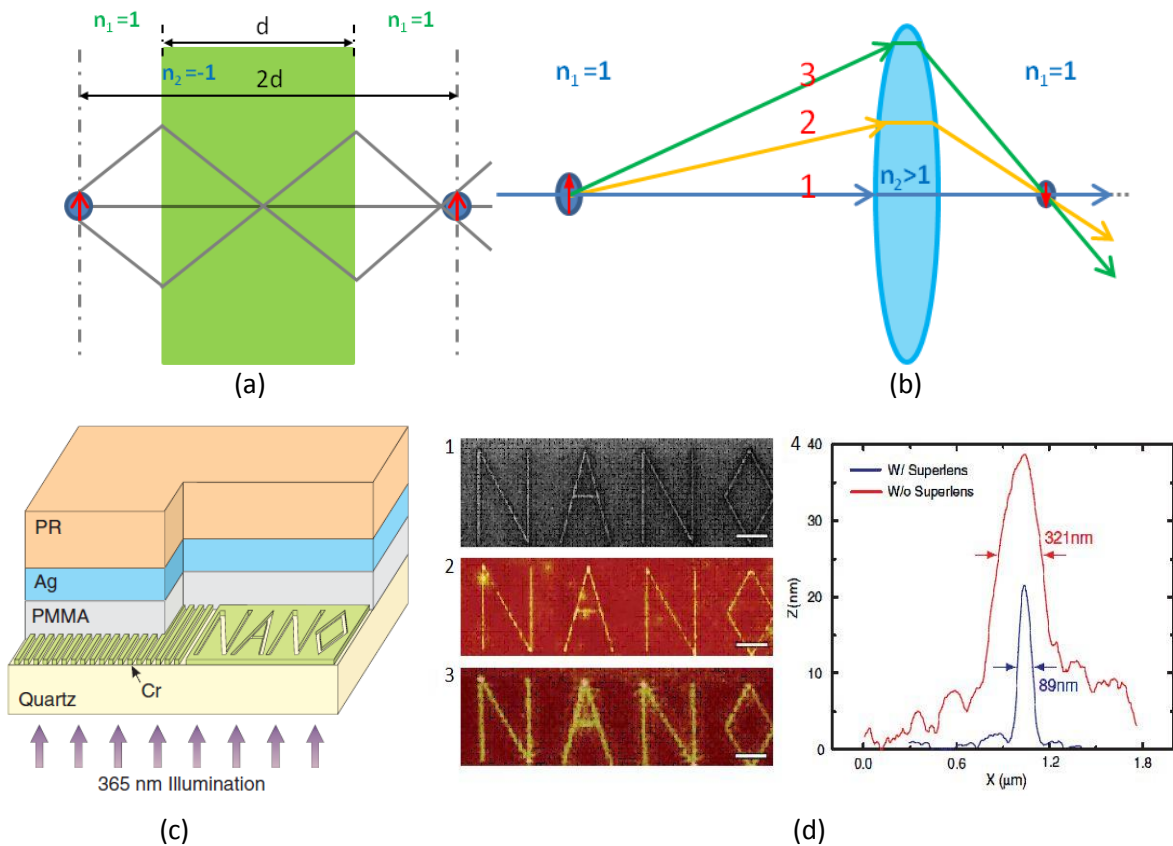 n₁=1
d
n₁=1
n₂=-1
2d
(a)
n₁=1
3
2
1
n₂>1
n₁=1
(b)
PR
Ag
PMMA
NANO
Cr
Quartz
365 nm Illumination
(c)
1
NANO
2
NANO
3
NANO
4
40
30
20
10
0
Z(nm)
W/ Superlens
W/o Superlens
321nm
89nm
0.0
0.6
1.2
1.8
X (μm)
(d)